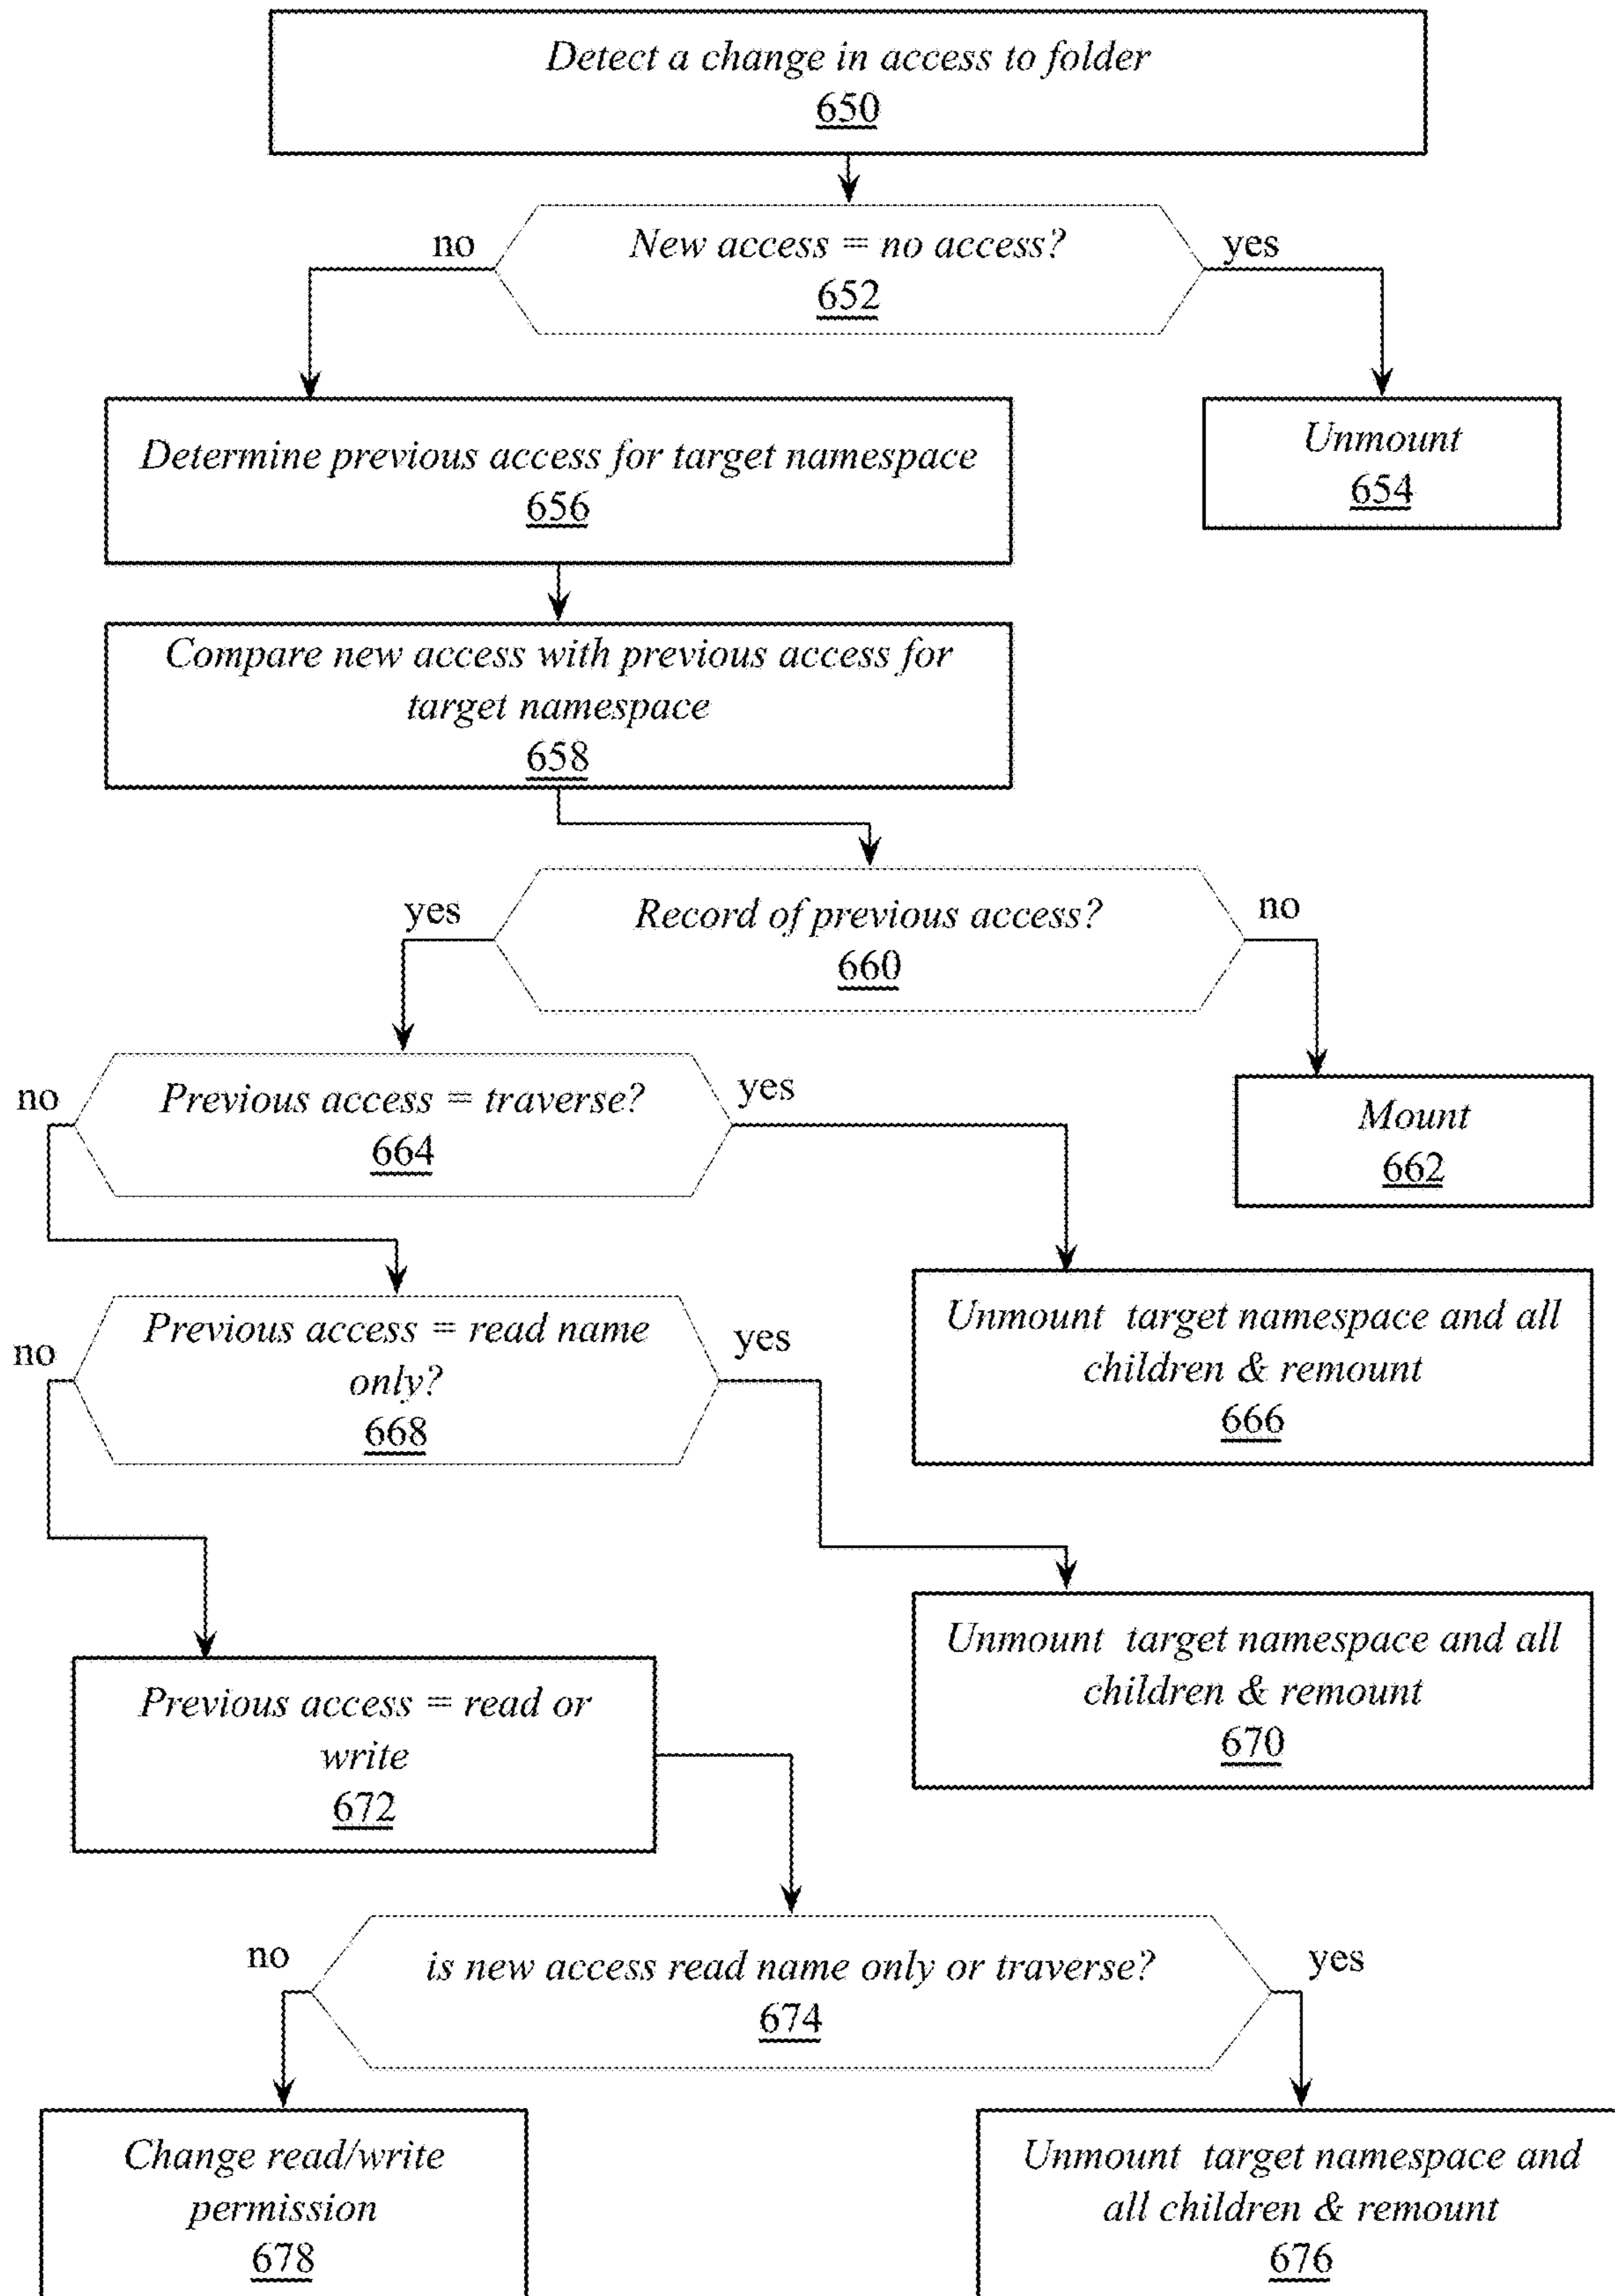 Detect a change in access to folder
650
no
New access = no access?
yes
652
Determine previous access for target namespace
656
Unmount
654
Compare new access with previous access for
target namespace
658
yes
Record of previous access?
no
660
no
Previous access = traverse?
yes
664
Mount
662
no
Previous access = read name
only?
yes
668
Unmount target namespace and all
children & remount
666
Previous access = read or
write
672
Unmount target namespace and all
children & remount
670
no
is new access read name only or traverse?
yes
674
Change read/write
permission
678
Unmount target namespace and
all children & remount
676